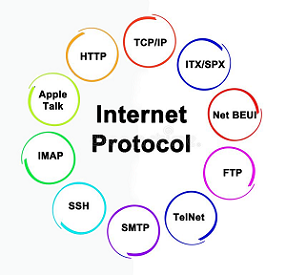 TCP/IP
ITX/SPX
Net BEUI
FTP
TelNet
SMTP
SSH
IMAP
Apple
Talk
HTTP
Internet
Protocol